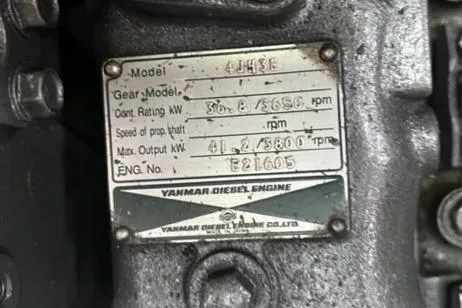 Model 4JH3E
Gear Model
Cont. Rating kW 36.8/3650 rpm
Speed of prop. shaft rpm
Max. Output kW 41.2/3800 rpm
ENG. No. E21605
YANMAR DIESEL ENGINE
YANMAR DIESEL ENGINE CO., LTD.
MADE IN JAPAN